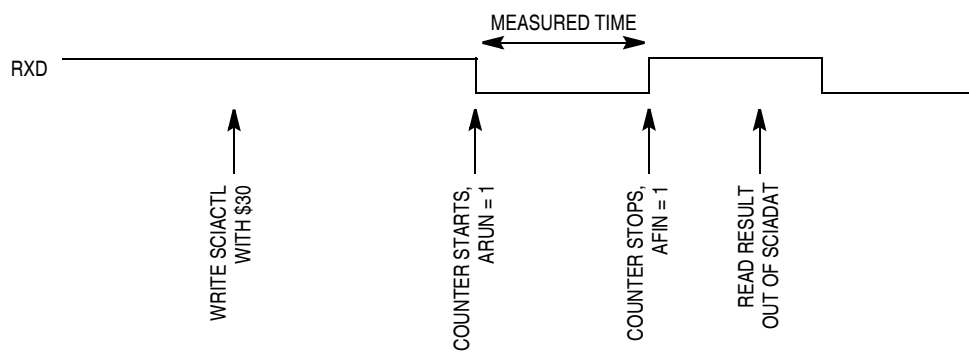 MEASURED TIME
RXD
WRITE SCIACTL
WITH $30
COUNTER STARTS,
ARUN = 1
COUNTER STOPS,
AFIN = 1
READ RESULT
OUT OF SCIADAT